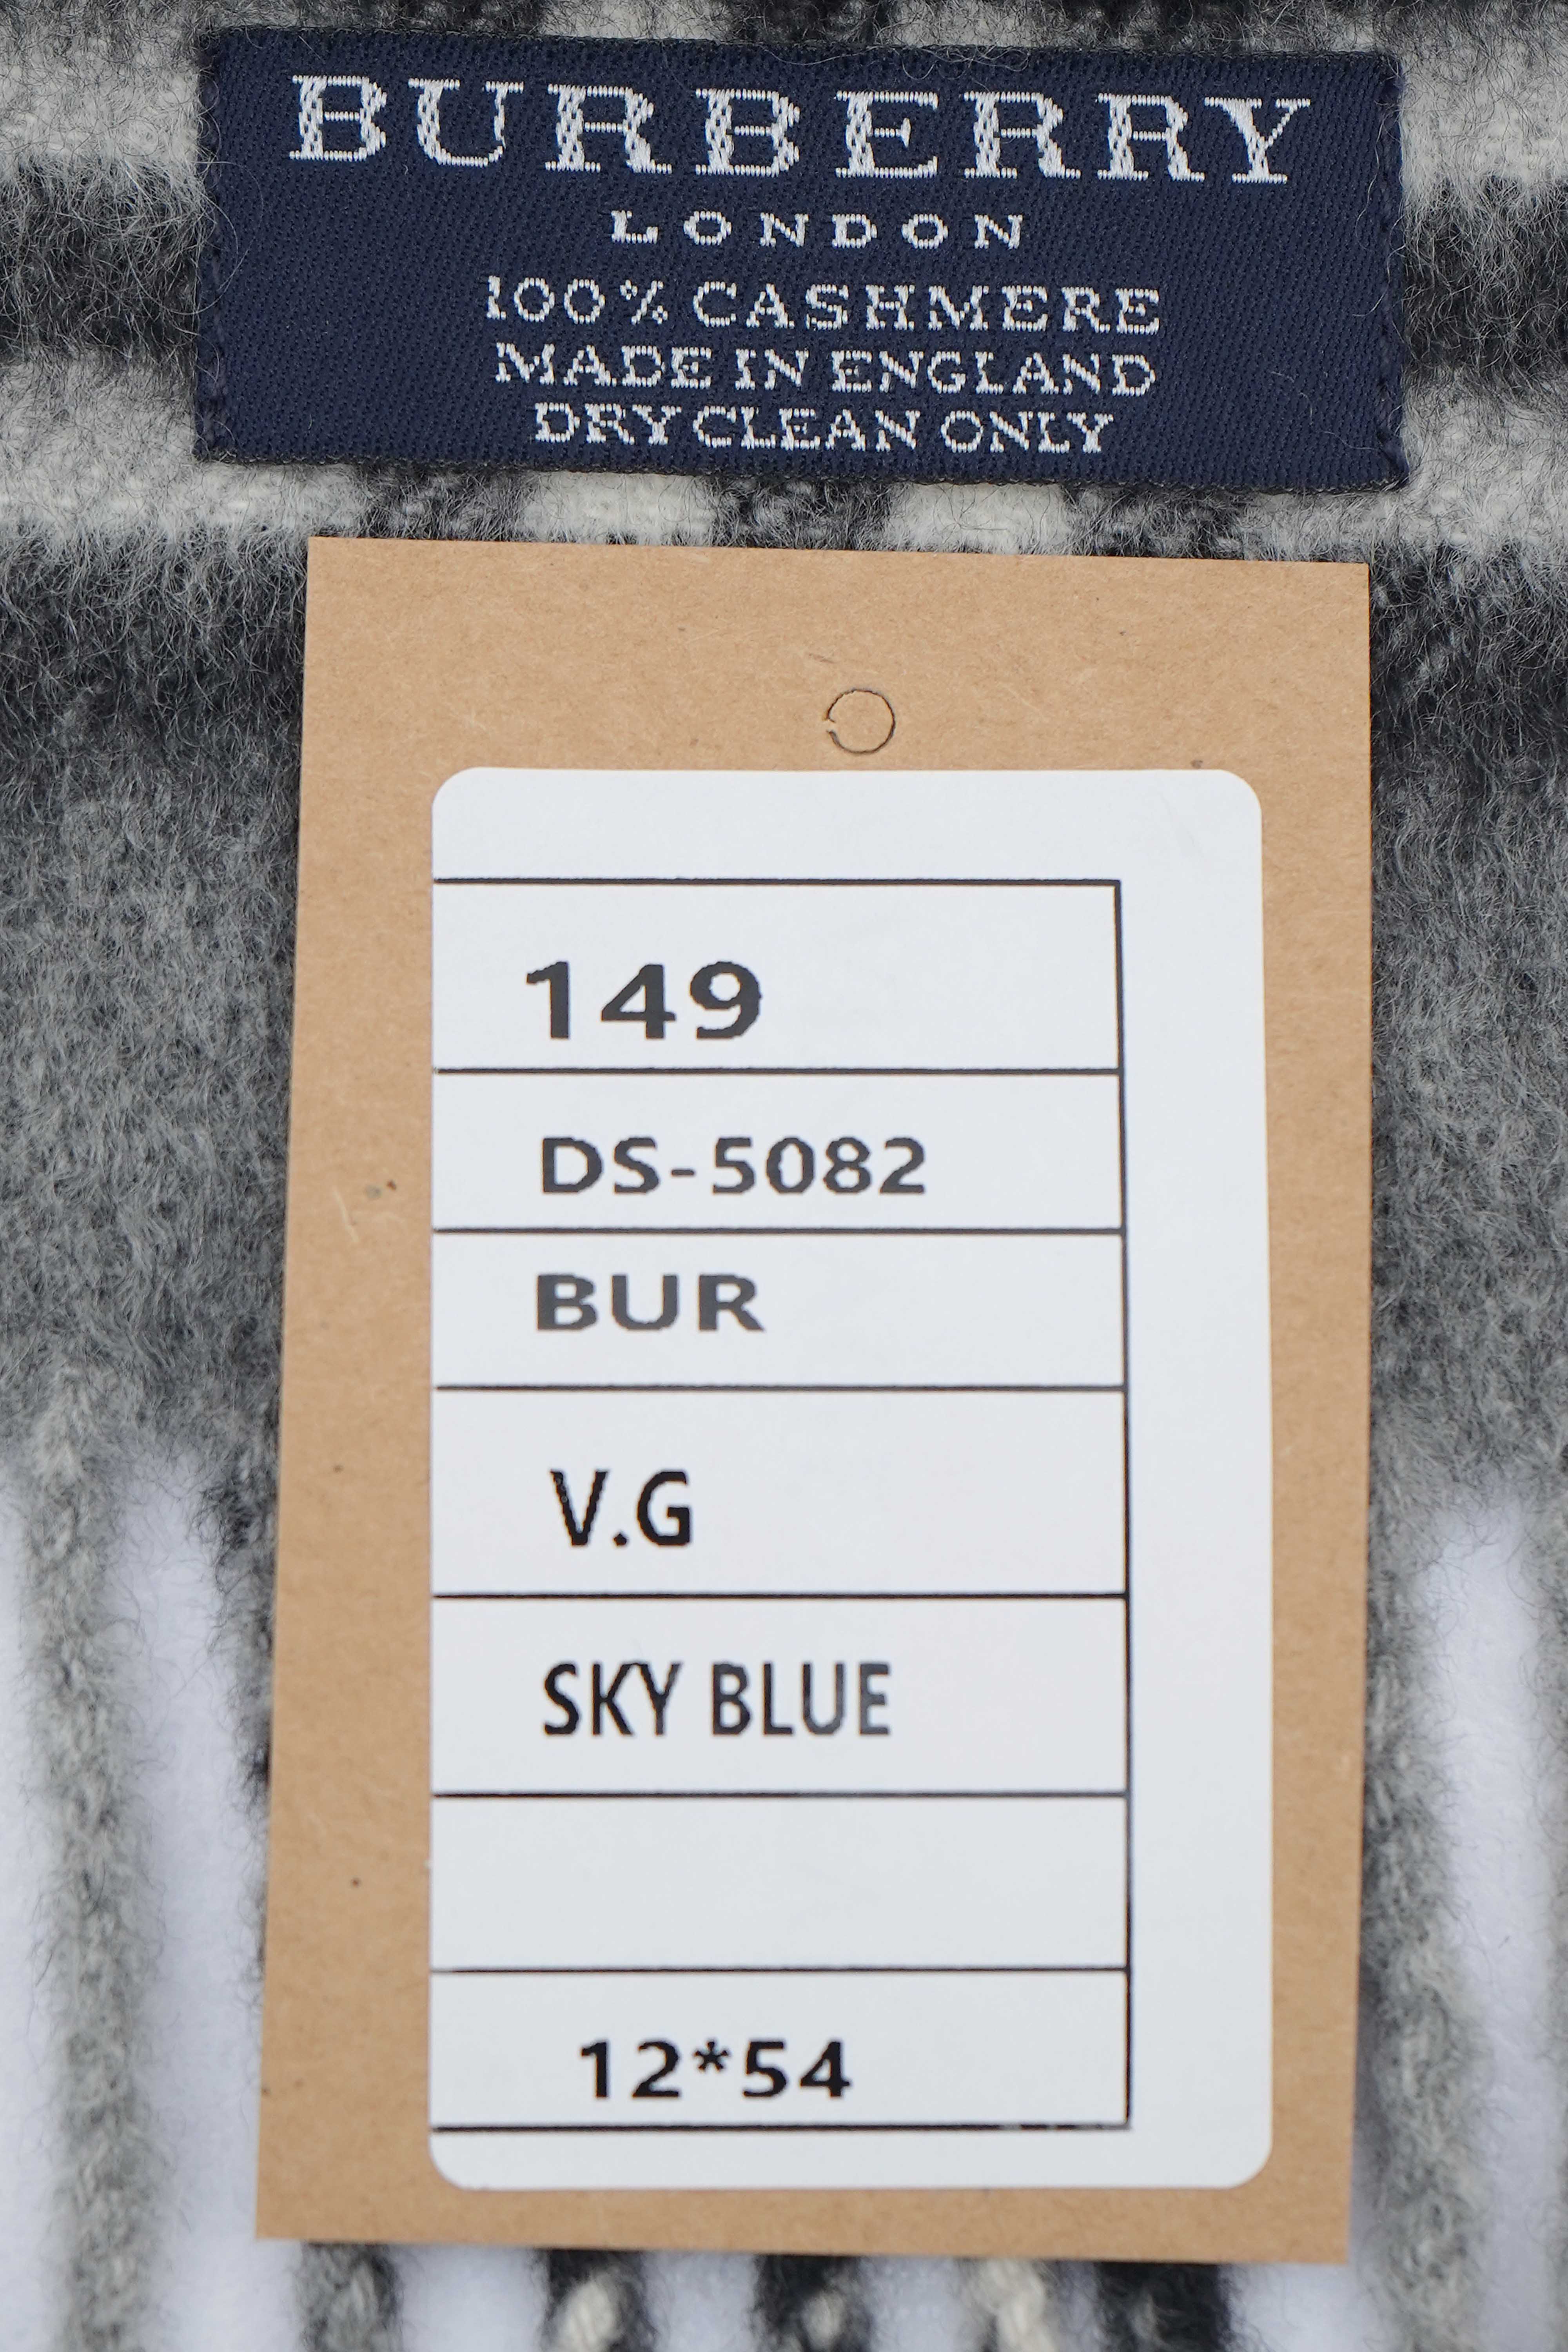 BURBERRY
LONDON
100% CASHMERE
MADE IN ENGLAND
DRY CLEAN ONLY
149
DS-5082
BUR
V.G
SKY BLUE
12*54